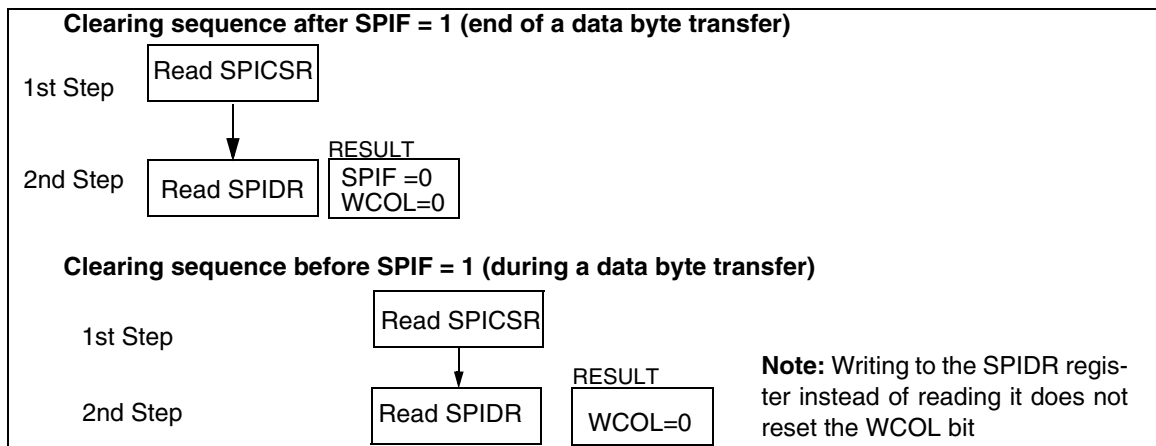 Clearing sequence after SPIF = 1 (end of a data byte transfer)
1st Step
Read SPICSR
2nd Step
Read SPIDR
RESULT
SPIF =0
WCOL=0
Clearing sequence before SPIF = 1 (during a data byte transfer)
1st Step
Read SPICSR
2nd Step
Read SPIDR
RESULT
WCOL=0
Note: Writing to the SPIDR regis-
ter instead of reading it does not
reset the WCOL bit